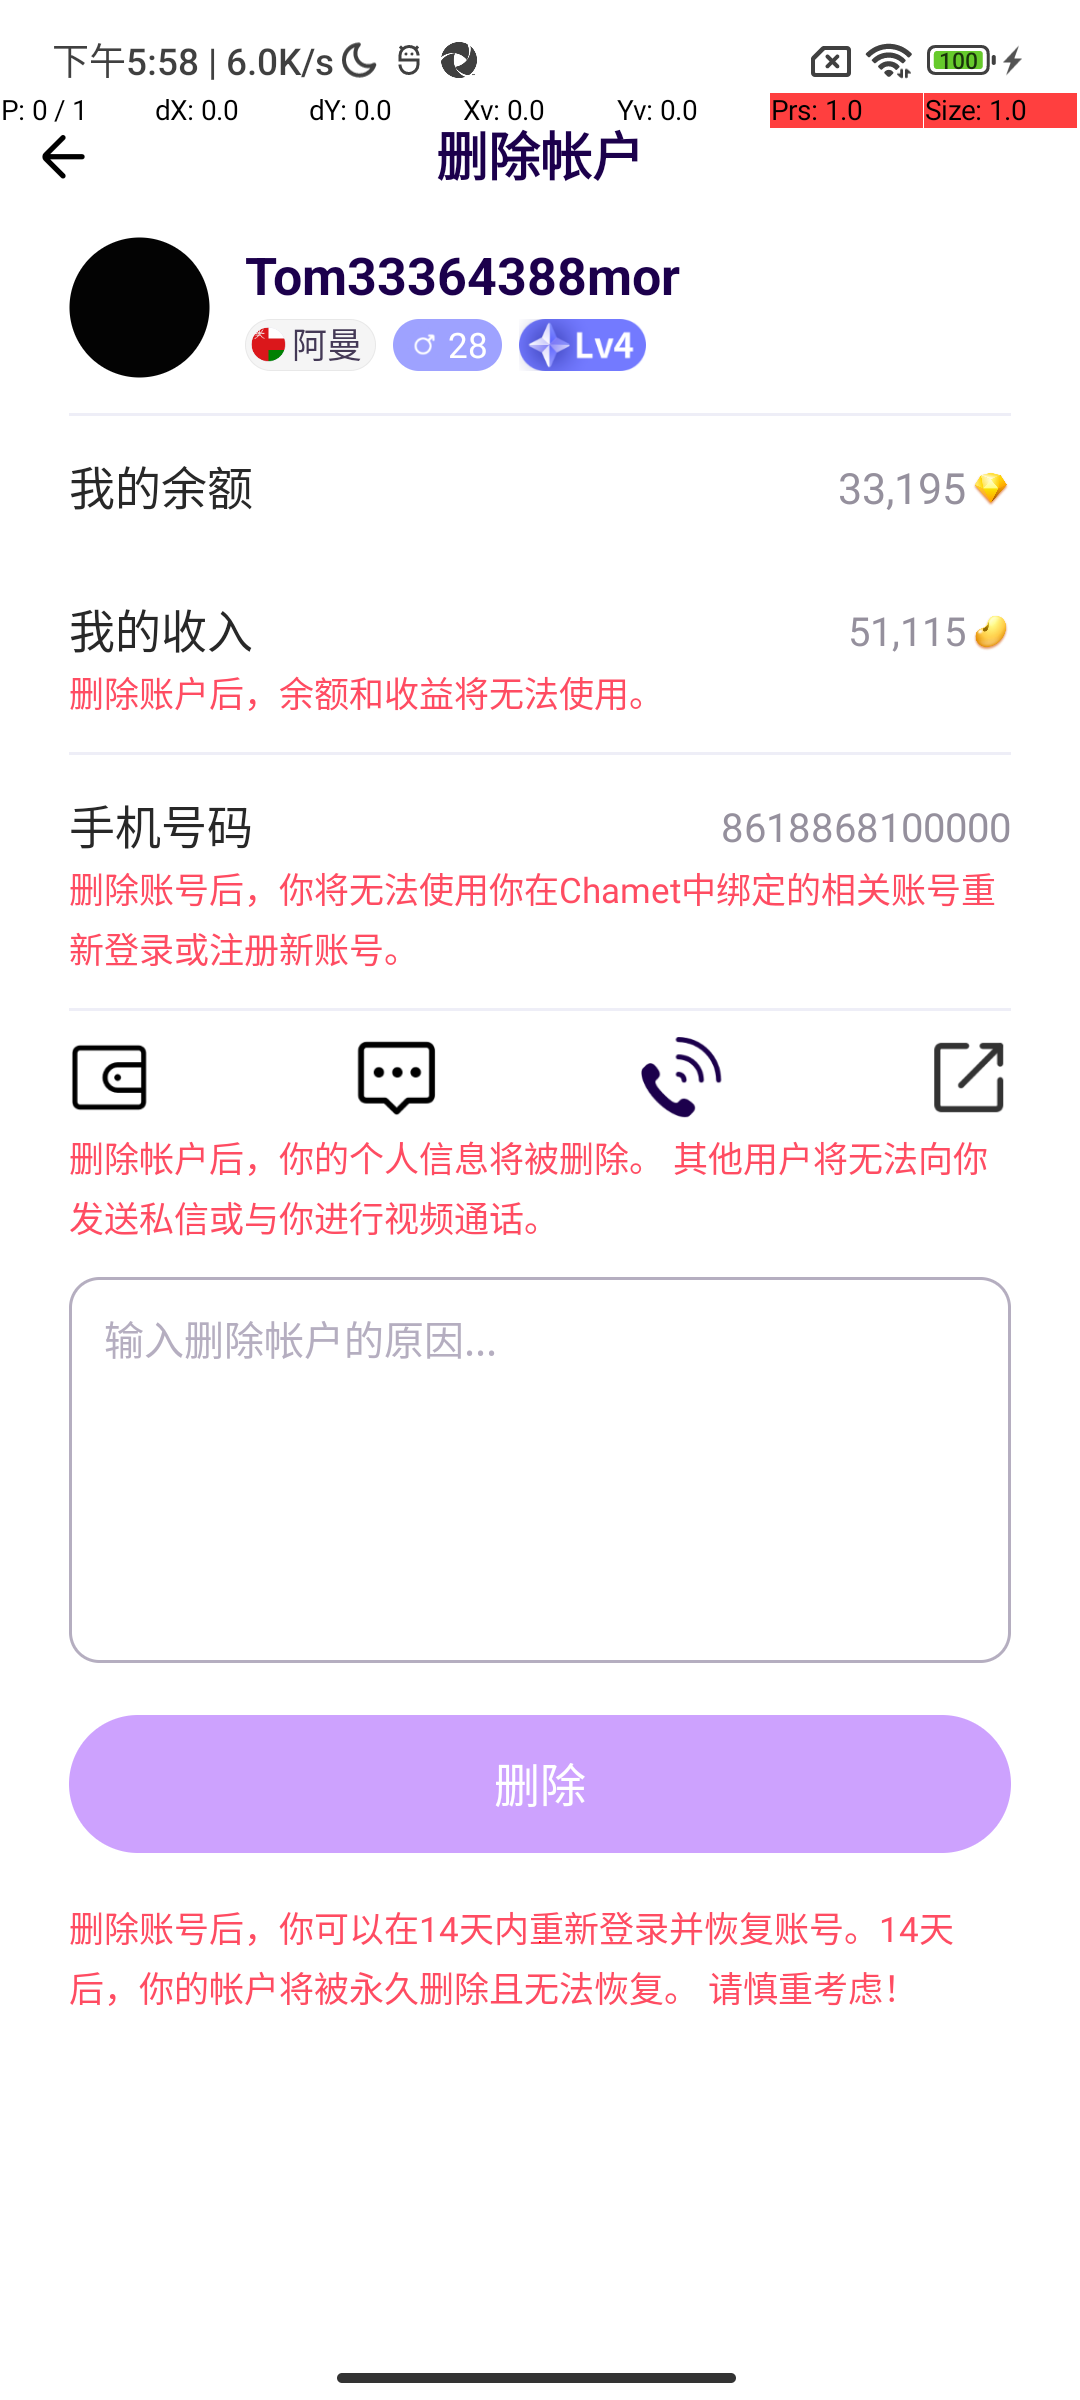 下午5:58 | 6.0K/s
100
P: 0 / 1 dX: 0.0 dY: 0.0 Xv: 0.0 Yv: 0.0 Prs: 1.0 Size: 1.0
删除帐户
Tom33364388mor
阿曼 28 Lv4
我的余额 33,195
我的收入 51,115
删除账户后，余额和收益将无法使用。
手机号码 8618868100000
删除账号后，你将无法使用你在Chamet中绑定的相关账号重
新登录或注册新账号。
删除帐户后，你的个人信息将被删除。 其他用户将无法向你
发送私信或与你进行视频通话。
输入删除帐户的原因...
删除
删除账号后，你可以在14天内重新登录并恢复账号。14天
后，你的帐户将被永久删除且无法恢复。 请慎重考虑！